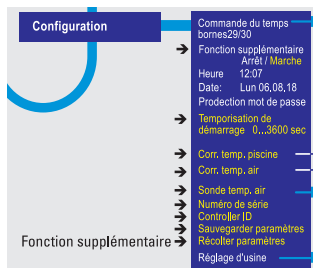 Configuration
Commande du temps
bornes29/30
Fonction supplémentaire
Arrêt / Marche
Heure 12:07
Date: Lun 06,08,18
Prodection mot de passe
Temporisation de
démarrage 0...3600 sec
Corr. temp. piscine
Corr. temp. air
Sonde temp. air
Numéro de série
Controller ID
Sauvegarder paramètres
Fonction supplémentaire
Récolter paramètres
Réglage d'usine